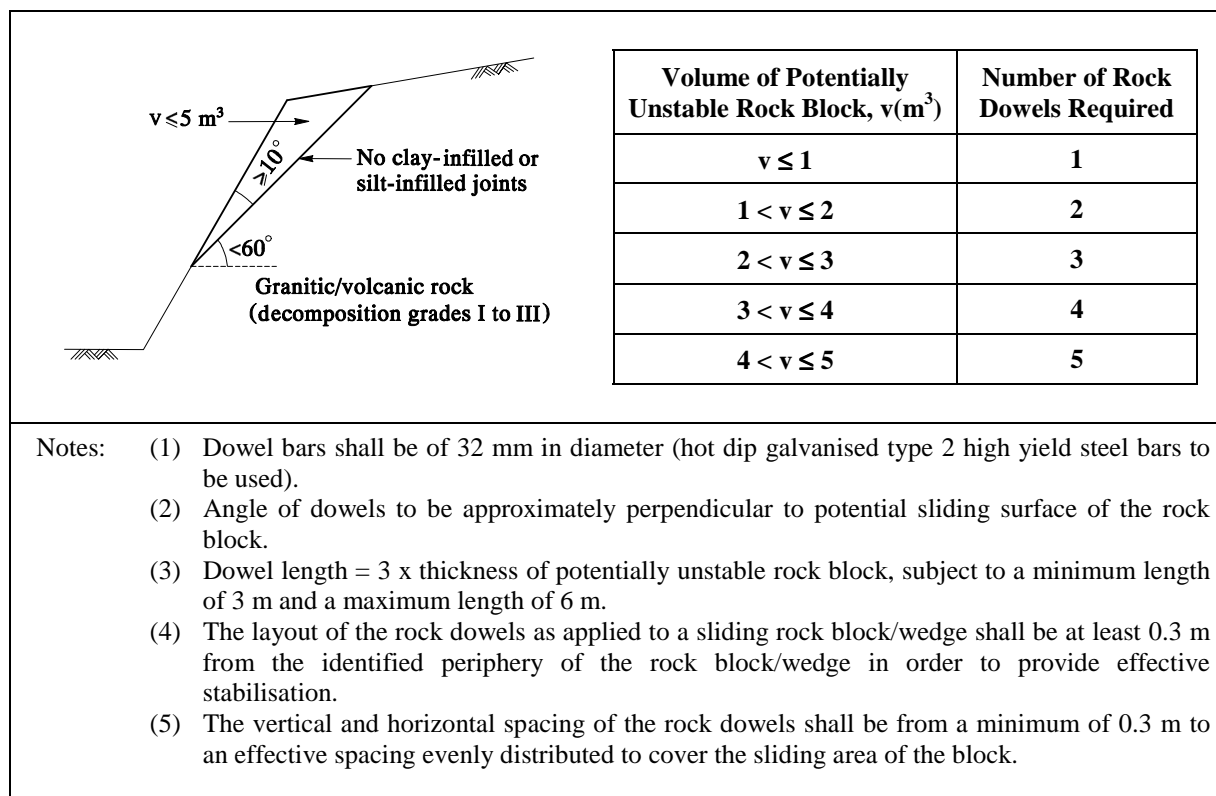 v ≤ 5 m³
≥10°
No clay-infilled or
silt-infilled joints
<60°
Granitic/volcanic rock
(decomposition grades I to III)
Volume of Potentially Unstable Rock Block, v(m³) Number of Rock Dowels Required
v ≤ 1 1
1 < v ≤ 2 2
2 < v ≤ 3 3
3 < v ≤ 4 4
4 < v ≤ 5 5
Notes: (1) Dowel bars shall be of 32 mm in diameter (hot dip galvanised type 2 high yield steel bars to
be used).
(2) Angle of dowels to be approximately perpendicular to potential sliding surface of the rock
block.
(3) Dowel length = 3 x thickness of potentially unstable rock block, subject to a minimum length
of 3 m and a maximum length of 6 m.
(4) The layout of the rock dowels as applied to a sliding rock block/wedge shall be at least 0.3 m
from the identified periphery of the rock block/wedge in order to provide effective
stabilisation.
(5) The vertical and horizontal spacing of the rock dowels shall be from a minimum of 0.3 m to
an effective spacing evenly distributed to cover the sliding area of the block.